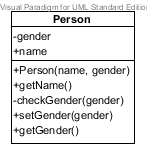 Visual Paradigm for UML Standard Edition
Person
-gender
+name
+Person(name, gender)
+getName()
-checkGender(gender)
+setGender(gender)
+getGender()